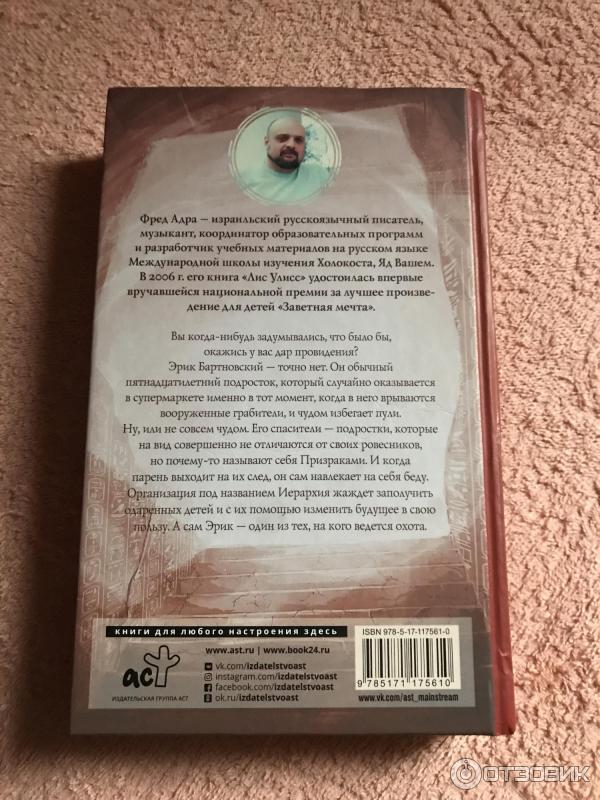 Фред Адра — израильский русскоязычный писатель,
музыкант, координатор образовательных программ
и разработчик учебных материалов на русском языке
Международной школы изучения Холокоста, Яд Вашем.
В 2006 г. его книга «Лис Улисс» удостоилась впервые
вручавшейся национальной премии за лучшее произве-
дение для детей «Заветная мечта».
Вы когда-нибудь задумывались, что было бы,
окажись у вас дар провидения?
Эрик Бартновский — точно нет. Он обычный
пятнадцатилетний подросток, который случайно оказывается
в супермаркете именно в тот момент, когда в него врываются
вооруженные грабители, и чудом избегает пули.
Ну, или не совсем чудом. Его спасители — подростки, которые
на вид совершенно не отличаются от своих ровесников,
но почему-то называют себя Призраками. И когда
парень выходит на их след, он сам навлекает на себя беду.
Организация под названием Иерархия жаждет заполучить
одаренных детей и с их помощью изменить будущее в свою
пользу. А сам Эрик — один из тех, на кого ведется охота.
книги для любого настроения здесь
www.ast.ru | www.book24.ru
vk.com/izdatelstvoast
instagram.com/izdatelstvoast
facebook.com/izdatelstvoast
ok.ru/izdatelstvoast
аст
ИЗДАТЕЛЬСКАЯ ГРУППА АСТ
ISBN 978-5-17-117561-0
9 785171 175610
www.vk.com/ast_mainstream
ОТЗОВИК